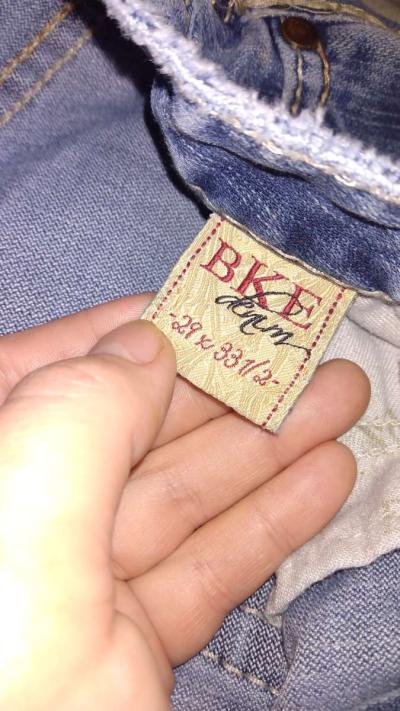 BKE
denim
-29 x 33 1/2-